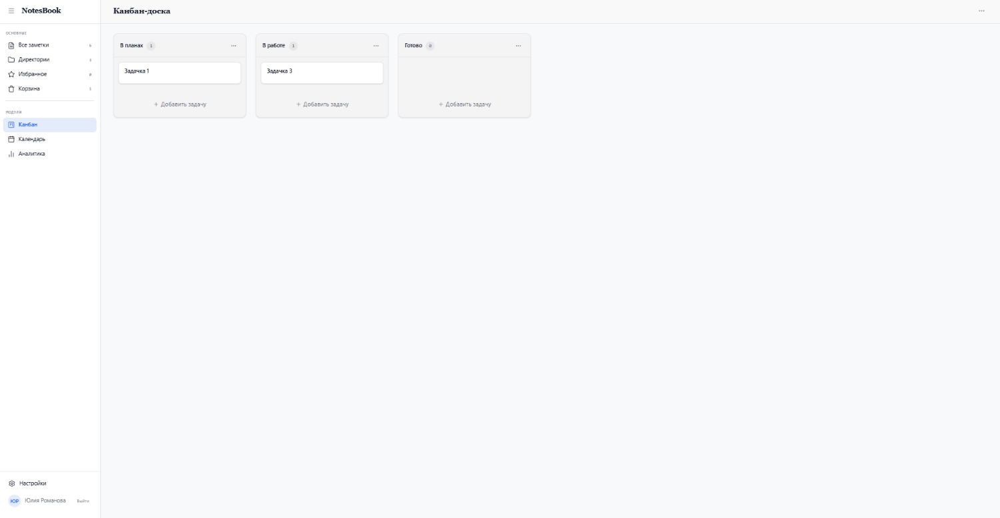 NotesBook
ОСНОВНЫЕ
Все заметки 6
Директории
Избранное 0
Корзина 1
МОДУЛИ
Канбан
Календарь
Аналитика
Настройки
ЮР Юлия Романова Выйти
Канбан-доска
В планах 1
Задачка 1
+ Добавить задачу
В работе 1
Задачка 3
+ Добавить задачу
Готово 0
+ Добавить задачу